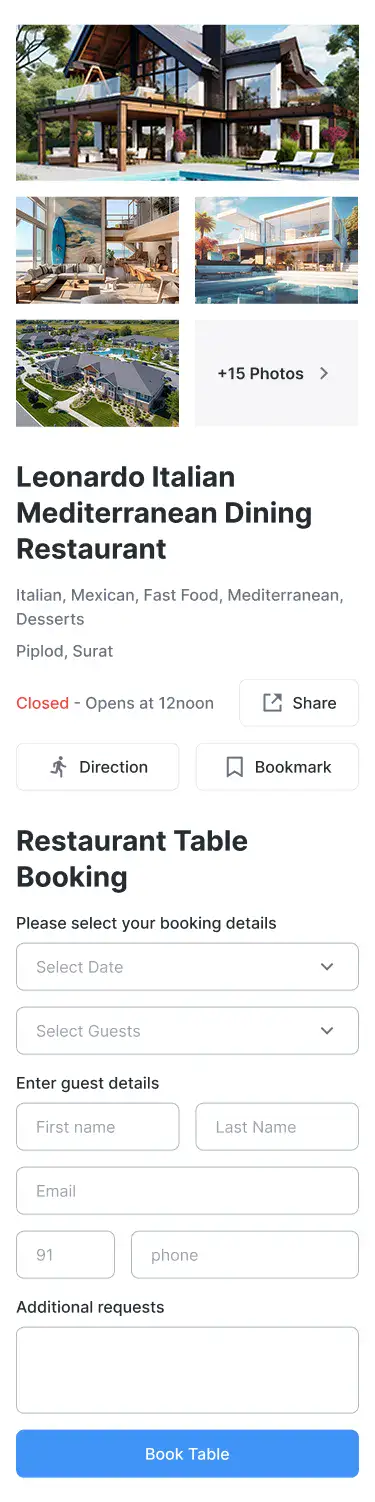 +15 Photos
Leonardo Italian
Mediterranean Dining
Restaurant
Italian, Mexican, Fast Food, Mediterranean,
Desserts
Piplod, Surat
Closed - Opens at 12noon
Share
Direction
Bookmark
Restaurant Table
Booking
Please select your booking details
Select Date
Select Guests
Enter guest details
First name
Last Name
Email
91
phone
Additional requests
Book Table